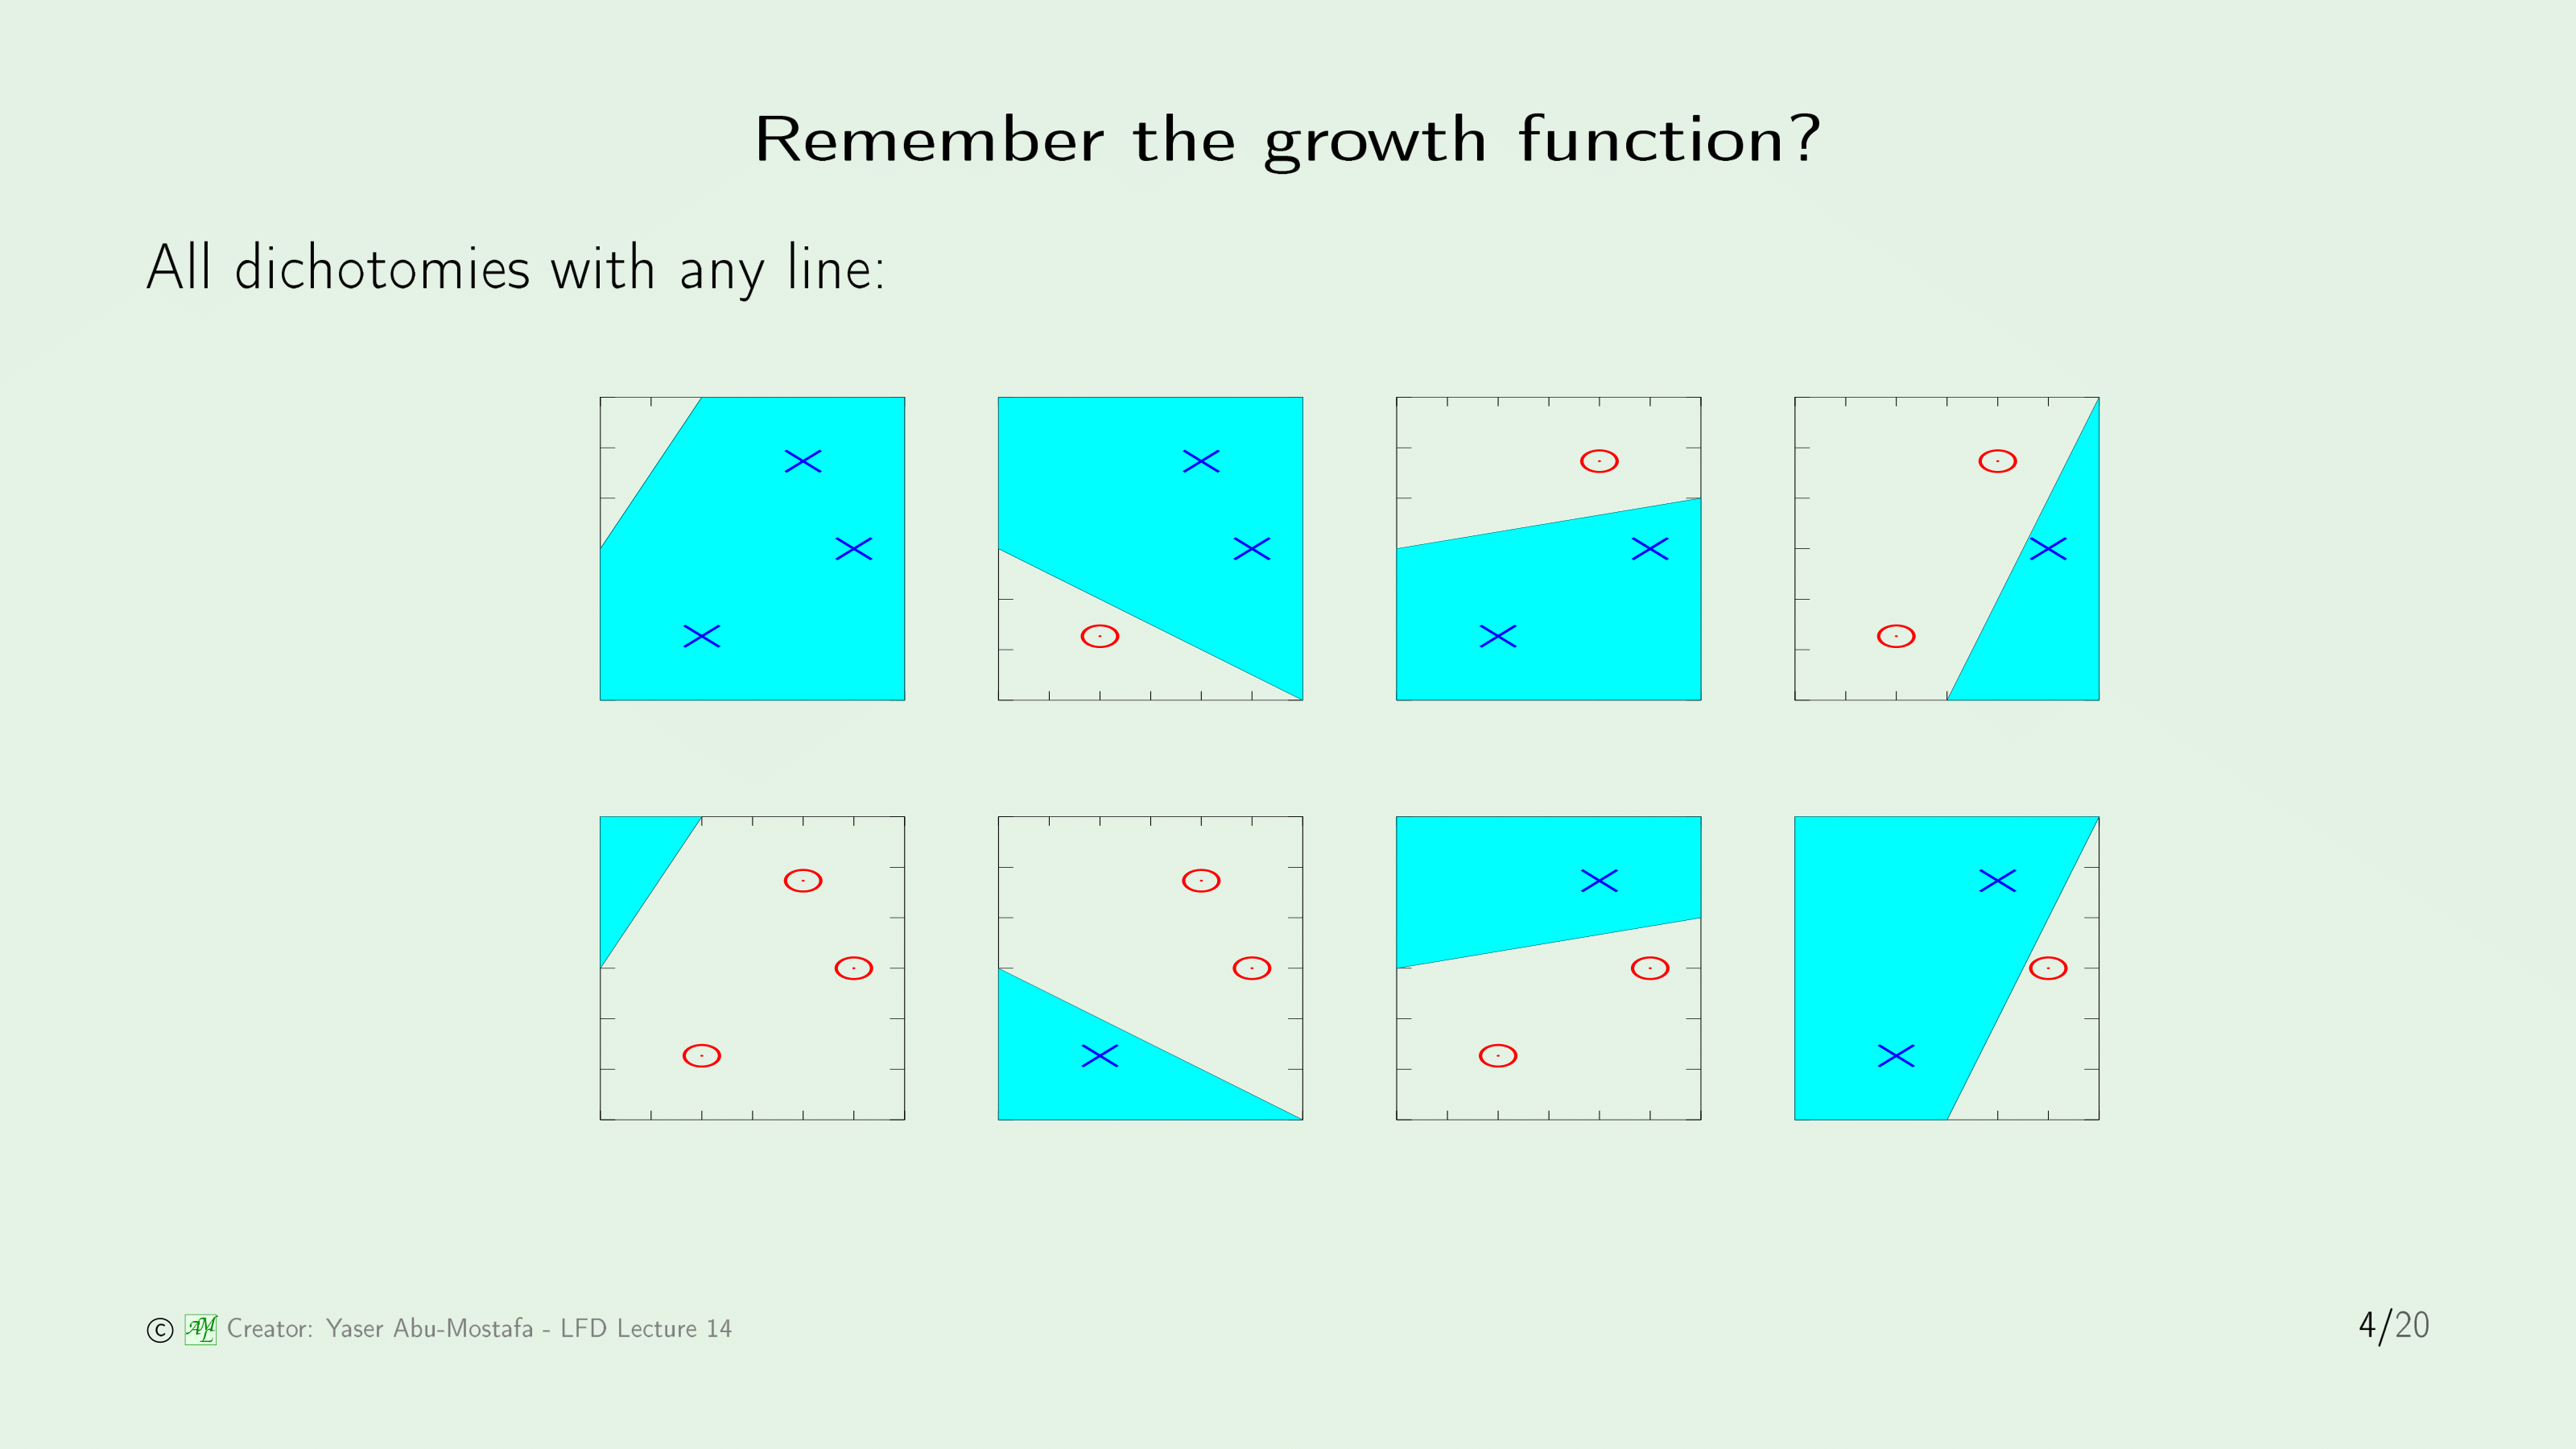 Remember the growth function?
All dichotomies with any line:
© AML Creator: Yaser Abu-Mostafa - LFD Lecture 14
4/20